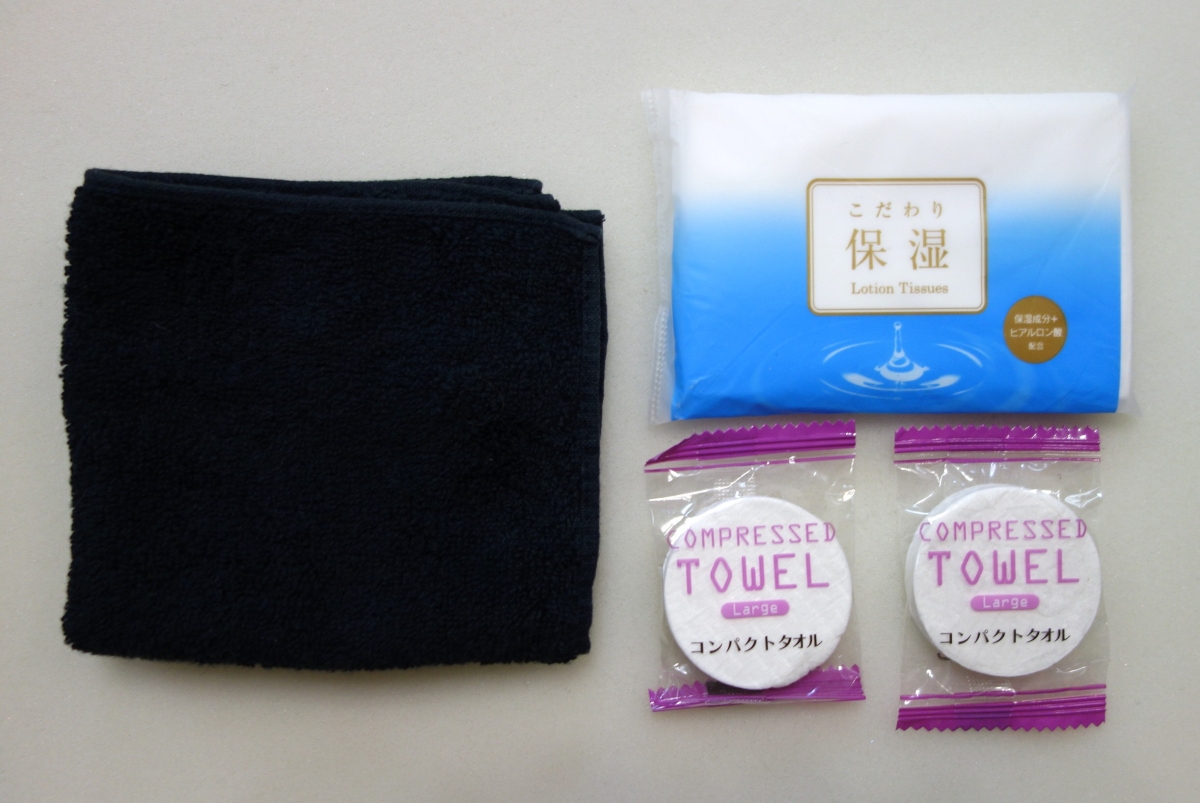 こだわり
保湿
Lotion Tissues
保湿成分+
ヒアルロン酸
配合
COMPRESSED
TOWEL
Large
コンパクトタオル
COMPRESSED
TOWEL
Large
コンパクトタオル